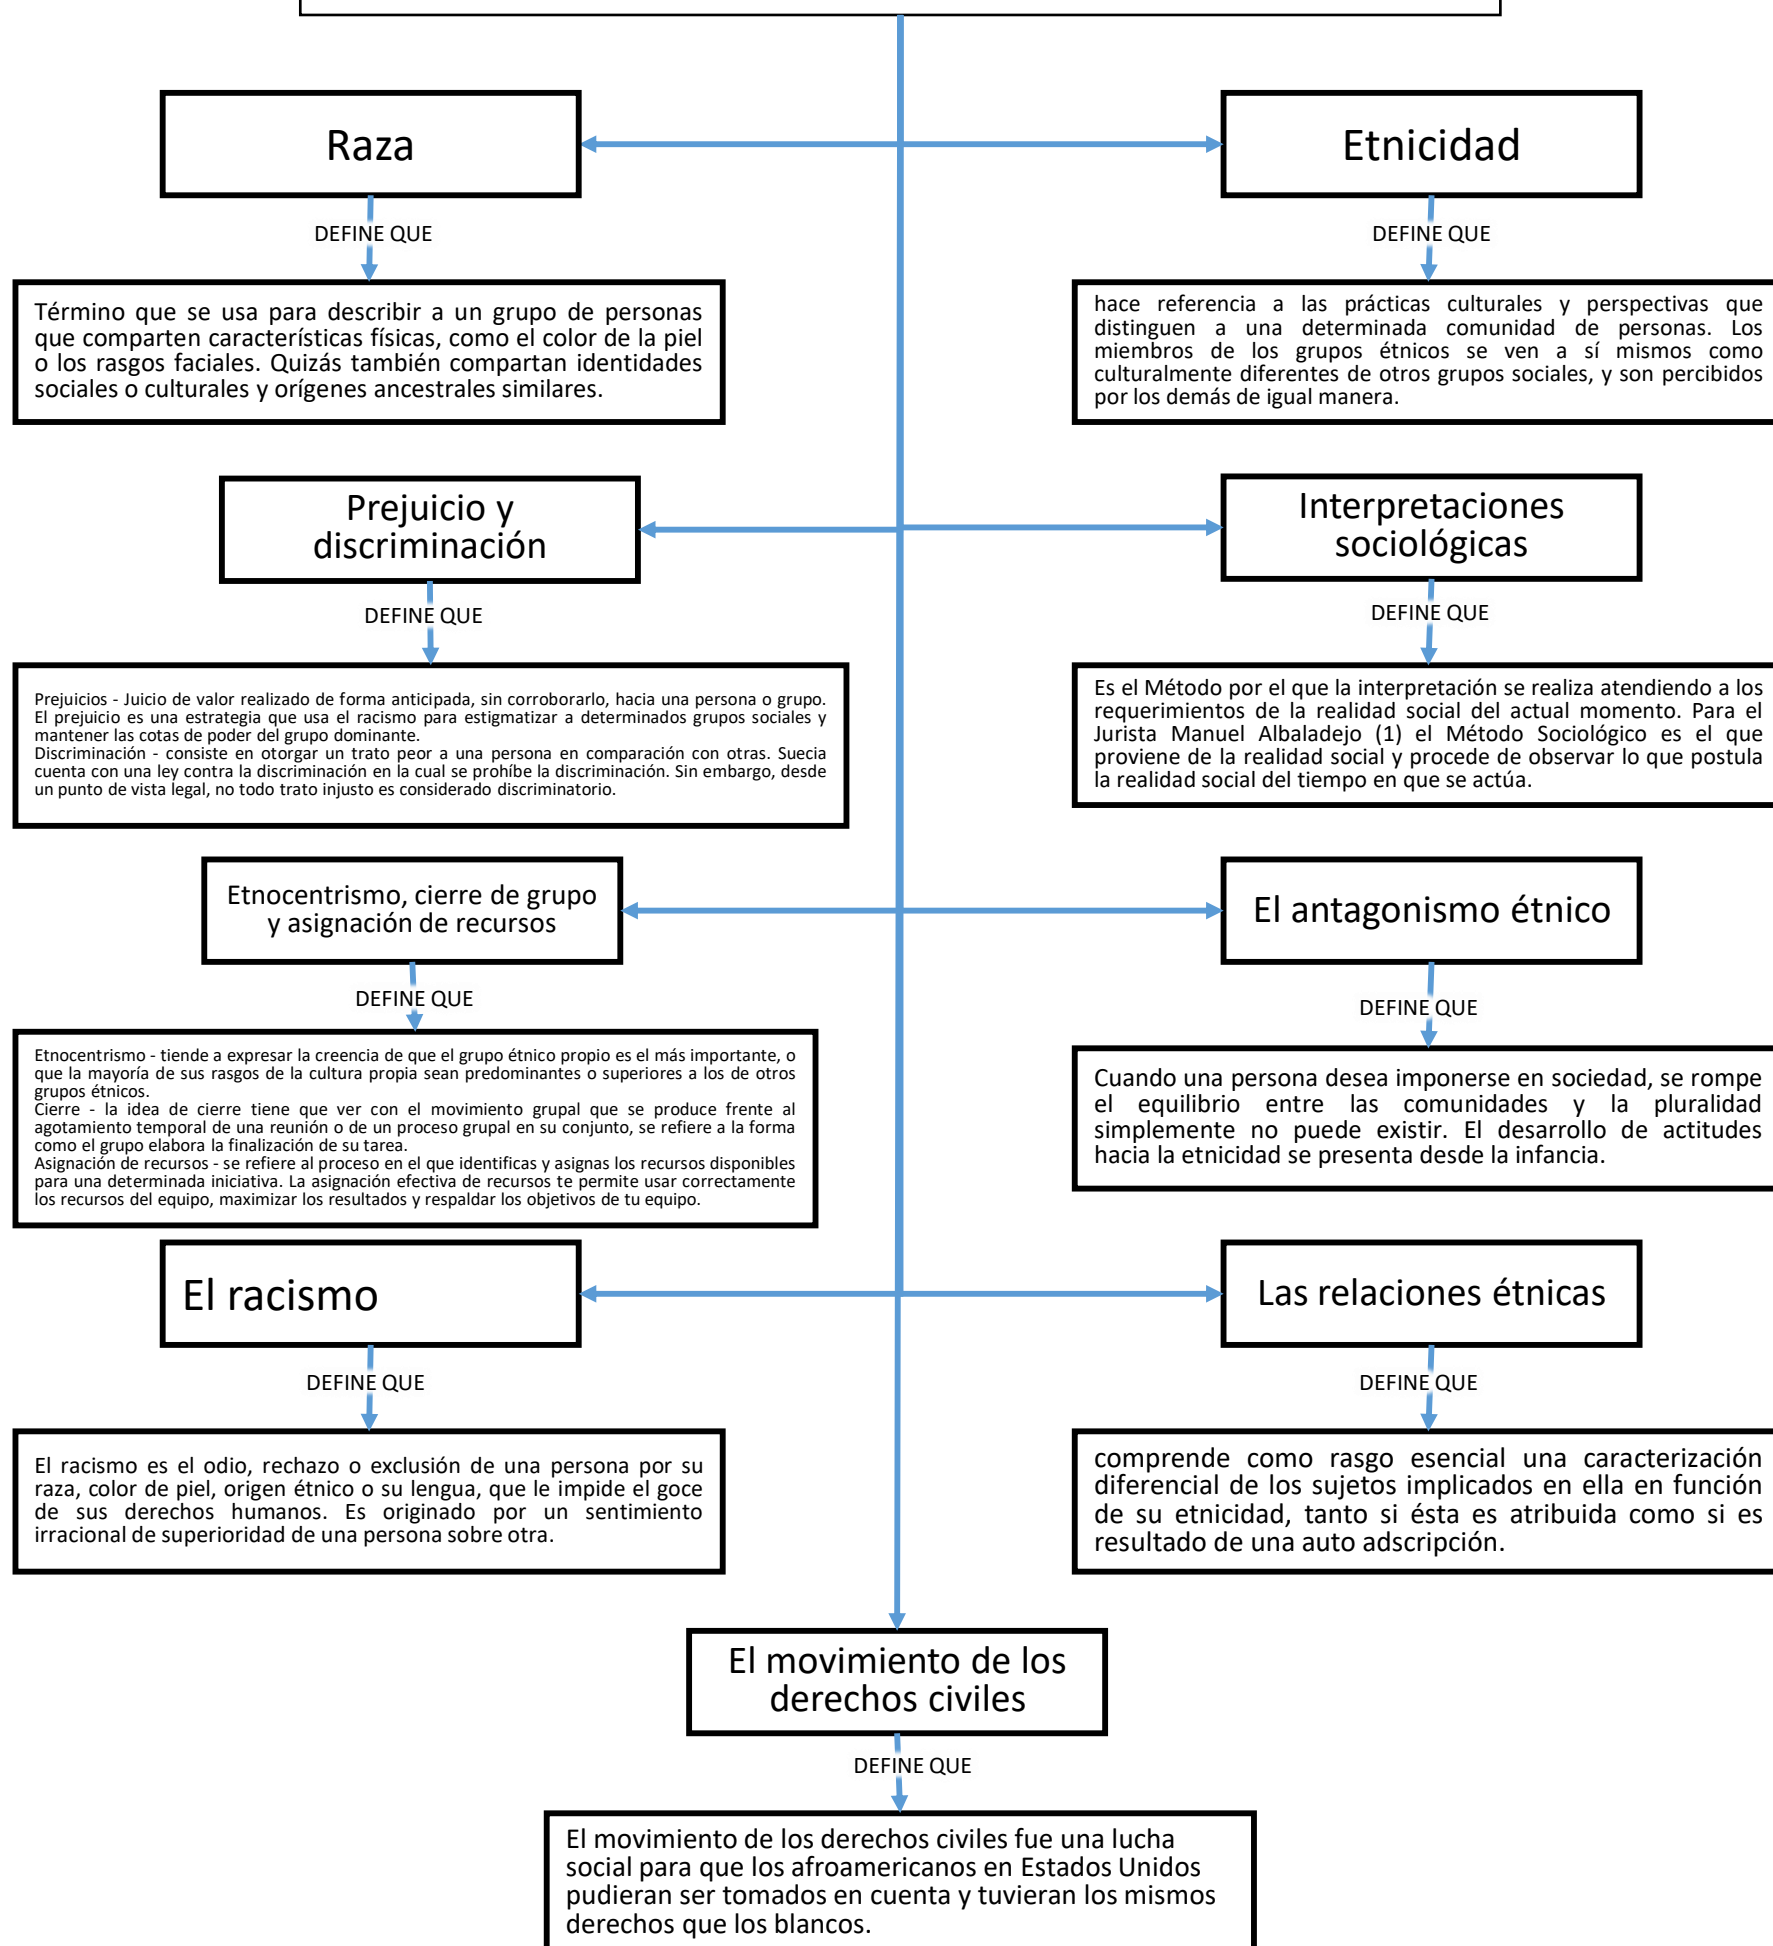 Raza
Etnicidad
DEFINE QUE
DEFINE QUE
Término que se usa para describir a un grupo de personas
que comparten características físicas, como el color de la piel
o los rasgos faciales. Quizás también compartan identidades
sociales o culturales y orígenes ancestrales similares.
hace referencia a las prácticas culturales y perspectivas que
distinguen a una determinada comunidad de personas. Los
miembros de los grupos étnicos se ven a sí mismos como
culturalmente diferentes de otros grupos sociales, y son percibidos
por los demás de igual manera.
Prejuicio y
discriminación
Interpretaciones
sociológicas
DEFINE QUE
DEFINE QUE
Prejuicios - Juicio de valor realizado de forma anticipada, sin corroborarlo, hacia una persona o grupo.
El prejuicio es una estrategia que usa el racismo para estigmatizar a determinados grupos sociales y
mantener las cotas de poder del grupo dominante.
Discriminación - consiste en otorgar un trato peor a una persona en comparación con otras. Suecia
cuenta con una ley contra la discriminación en la cual se prohíbe la discriminación. Sin embargo, desde
un punto de vista legal, no todo trato injusto es considerado discriminatorio.
Es el Método por el que la interpretación se realiza atendiendo a los
requerimientos de la realidad social del actual momento. Para el
Jurista Manuel Albaladejo (1) el Método Sociológico es el que
proviene de la realidad social y procede de observar lo que postula
la realidad social del tiempo en que se actúa.
Etnocentrismo, cierre de grupo
y asignación de recursos
El antagonismo étnico
DEFINE QUE
DEFINE QUE
Etnocentrismo - tiende a expresar la creencia de que el grupo étnico propio es el más importante, o
que la mayoría de sus rasgos de la cultura propia sean predominantes o superiores a los de otros
grupos étnicos.
Cierre - la idea de cierre tiene que ver con el movimiento grupal que se produce frente al
agotamiento temporal de una reunión o de un proceso grupal en su conjunto, se refiere a la forma
como el grupo elabora la finalización de su tarea.
Asignación de recursos - se refiere al proceso en el que identificas y asignas los recursos disponibles
para una determinada iniciativa. La asignación efectiva de recursos te permite usar correctamente
los recursos del equipo, maximizar los resultados y respaldar los objetivos de tu equipo.
Cuando una persona desea imponerse en sociedad, se rompe
el equilibrio entre las comunidades y la pluralidad
simplemente no puede existir. El desarrollo de actitudes
hacia la etnicidad se presenta desde la infancia.
El racismo
Las relaciones étnicas
DEFINE QUE
DEFINE QUE
El racismo es el odio, rechazo o exclusión de una persona por su
raza, color de piel, origen étnico o su lengua, que le impide el goce
de sus derechos humanos. Es originado por un sentimiento
irracional de superioridad de una persona sobre otra.
comprende como rasgo esencial una caracterización
diferencial de los sujetos implicados en ella en función
de su etnicidad, tanto si ésta es atribuida como si es
resultado de una auto adscripción.
El movimiento de los
derechos civiles
DEFINE QUE
El movimiento de los derechos civiles fue una lucha
social para que los afroamericanos en Estados Unidos
pudieran ser tomados en cuenta y tuvieran los mismos
derechos que los blancos.